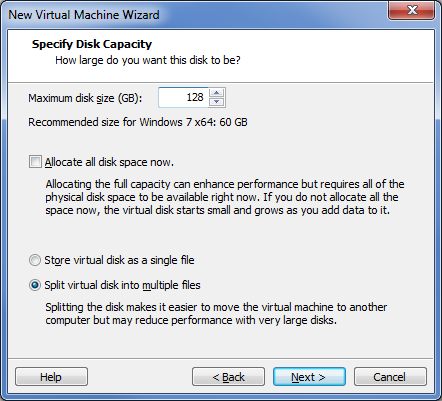 New Virtual Machine Wizard
Specify Disk Capacity
How large do you want this disk to be?
Maximum disk size (GB): 128
Recommended size for Windows 7 x64: 60 GB
Allocate all disk space now.
Allocating the full capacity can enhance performance but requires all of the
physical disk space to be available right now. If you do not allocate all the
space now, the virtual disk starts small and grows as you add data to it.
Store virtual disk as a single file
Split virtual disk into multiple files
Splitting the disk makes it easier to move the virtual machine to another
computer but may reduce performance with very large disks.
Help < Back Next > Cancel